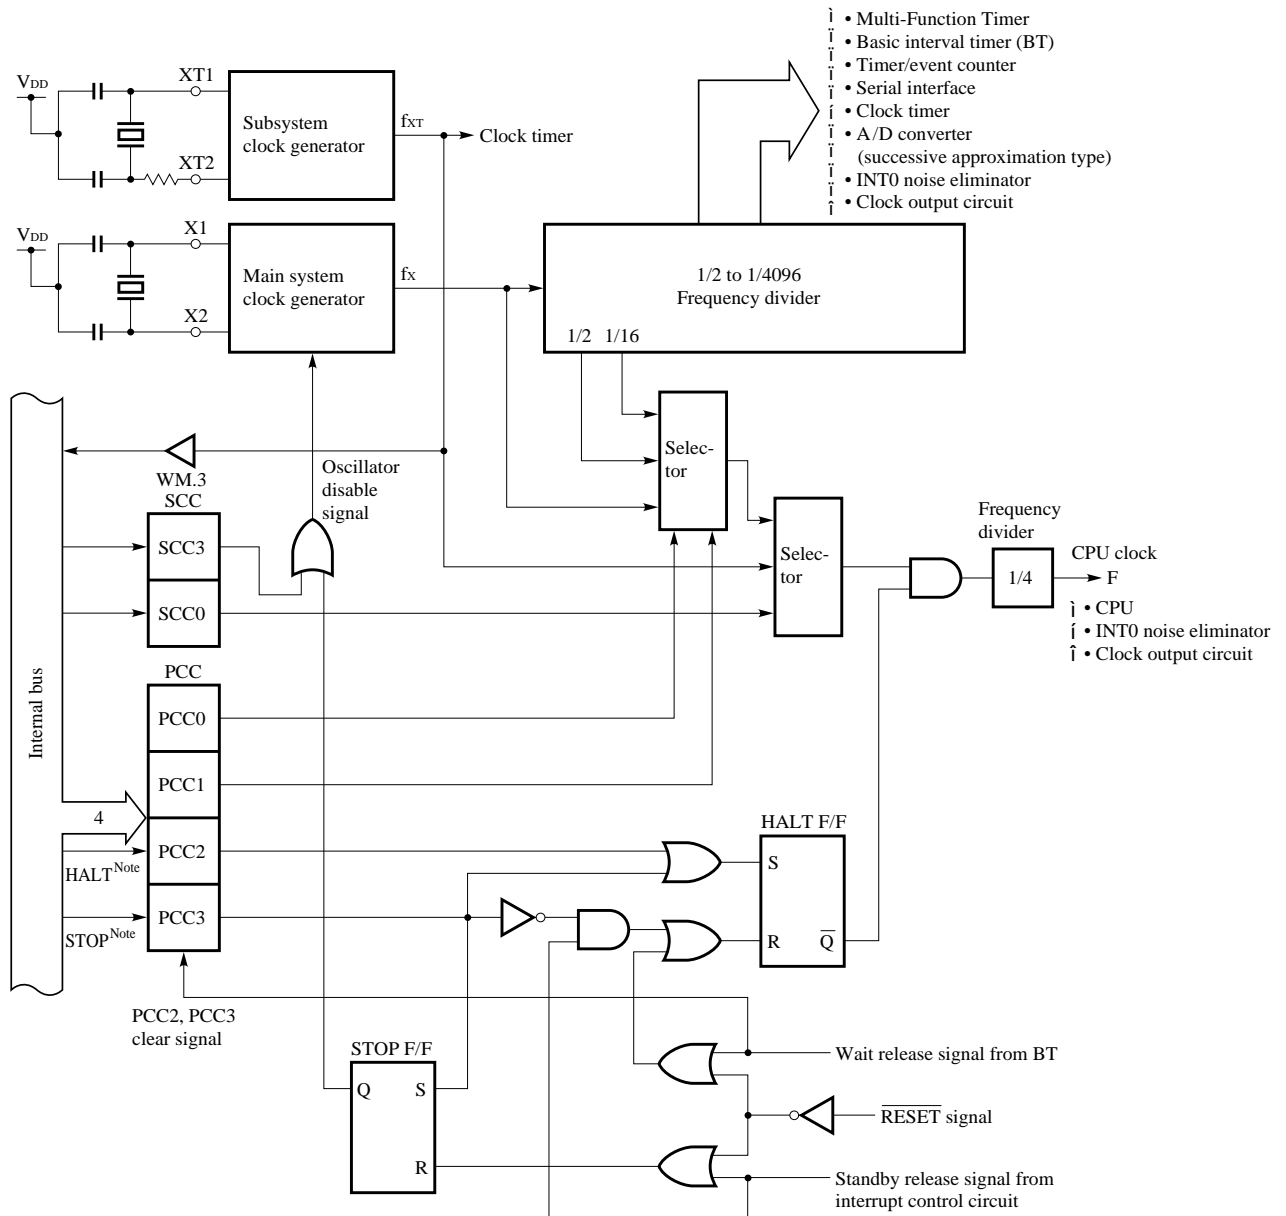 ì • Multi-Function Timer
ï • Basic interval timer (BT)
ï • Timer/event counter
ï • Serial interface
í • Clock timer
ï • A/D converter
ï (successive approximation type)
ï • INT0 noise eliminator
î • Clock output circuit
VDD
XT1
XT2
Subsystem
clock generator
fXT
Clock timer
VDD
X1
X2
Main system
clock generator
fX
1/2 to 1/4096
Frequency divider
1/2 1/16
Selec-
tor
Oscillator
disable
signal
WM.3
SCC
SCC3
SCC0
Selec-
tor
Frequency
divider
1/4
CPU clock
F
ì • CPU
í • INT0 noise eliminator
î • Clock output circuit
Internal bus
PCC
PCC0
PCC1
4
PCC2
HALT Note
PCC3
STOP Note
HALT F/F
S
R Q̅
PCC2, PCC3
clear signal
STOP F/F
Q S
R
Wait release signal from BT
R̅E̅S̅E̅T̅ signal
Standby release signal from
interrupt control circuit